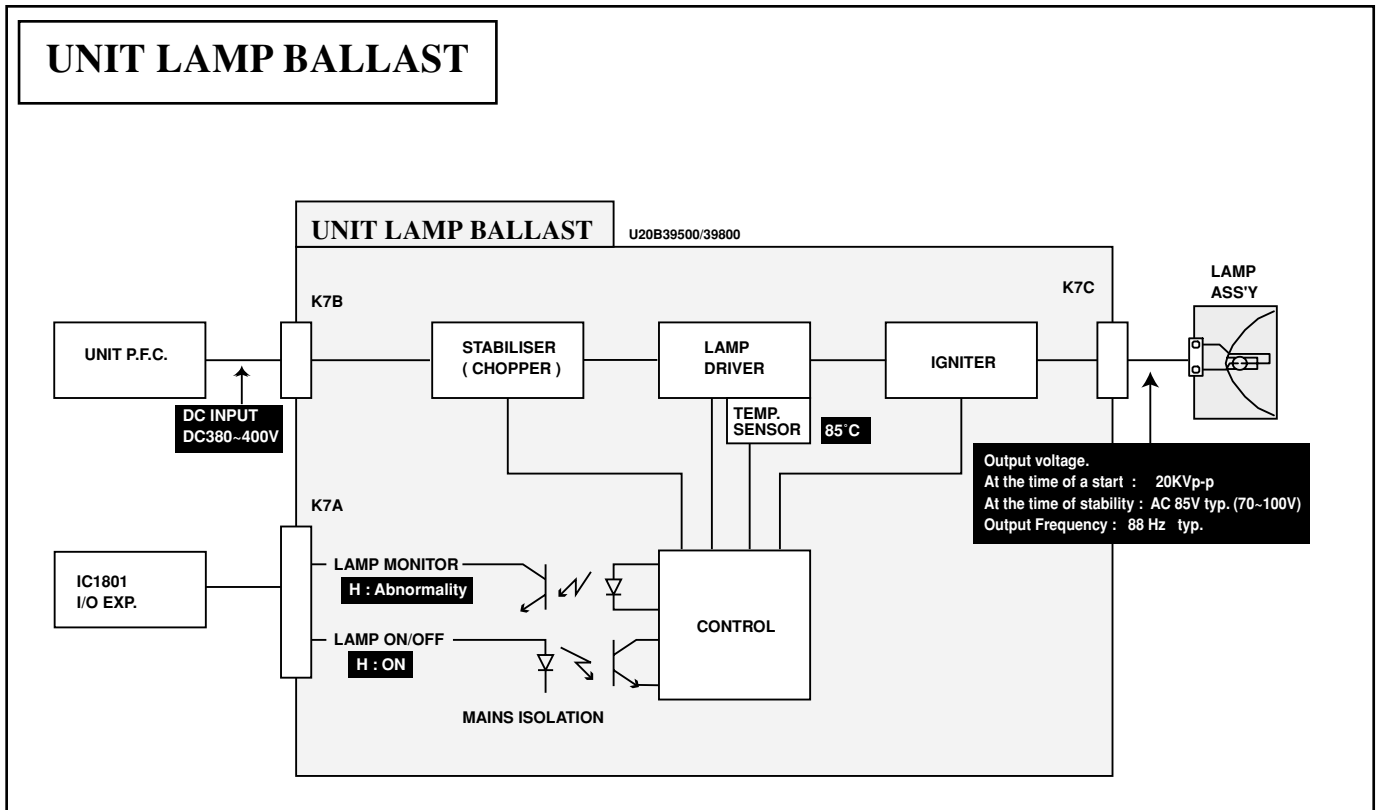 UNIT LAMP BALLAST
UNIT LAMP BALLAST
U20B39500/39800
K7B
K7C
LAMP
ASS'Y
UNIT P.F.C.
STABILISER
( CHOPPER )
LAMP
DRIVER
IGNITER
DC INPUT
DC380~400V
TEMP.
SENSOR
85˚C
Output voltage.
At the time of a start : 20KVp-p
At the time of stability : AC 85V typ. (70~100V)
Output Frequency : 88 Hz typ.
K7A
IC1801
I/O EXP.
LAMP MONITOR
H : Abnormality
LAMP ON/OFF
H : ON
CONTROL
MAINS ISOLATION